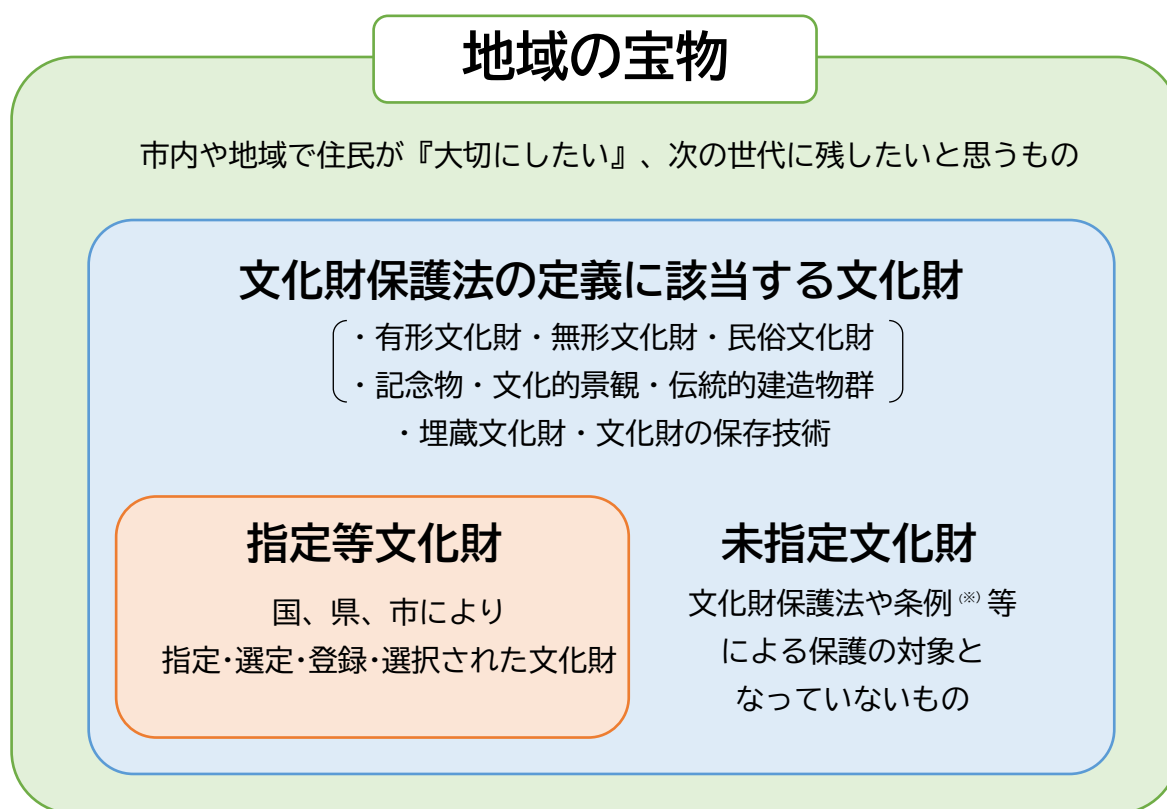 地域の宝物
市内や地域で住民が『大切にしたい』、次の世代に残したいと思うもの
文化財保護法の定義に該当する文化財
・有形文化財・無形文化財・民俗文化財
・記念物・文化的景観・伝統的建造物群
・埋蔵文化財・文化財の保存技術
指定等文化財
国、県、市により
指定・選定・登録・選択された文化財
未指定文化財
文化財保護法や条例(※)等
による保護の対象と
なっていないもの